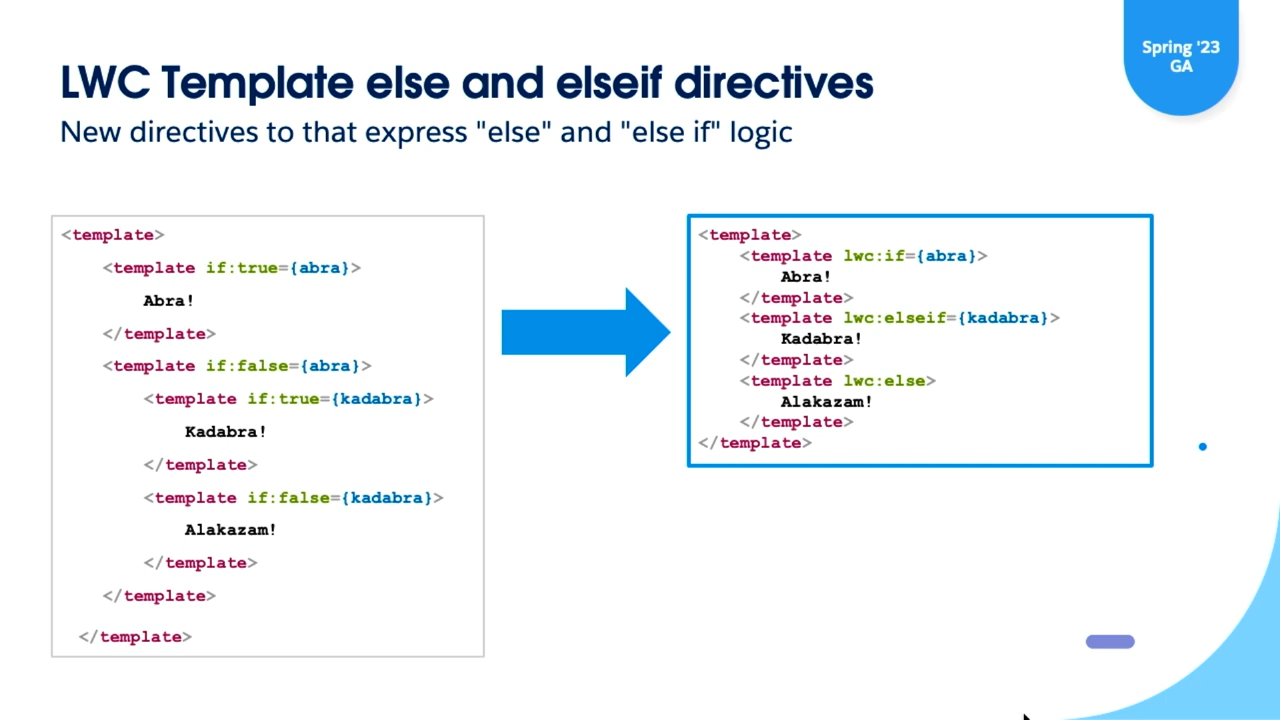 Spring '23
GA
LWC Template else and elseif directives
New directives to that express "else" and "else if" logic
<template>
<template if:true={abra}>
Abra!
</template>
<template if:false={abra}>
<template if:true={kadabra}>
Kadabra!
</template>
<template if:false={kadabra}>
Alakazam!
</template>
</template>
</template>
<template>
<template lwc:if={abra}>
Abra!
</template>
<template lwc:elseif={kadabra}>
Kadabra!
</template>
<template lwc:else>
Alakazam!
</template>
</template>